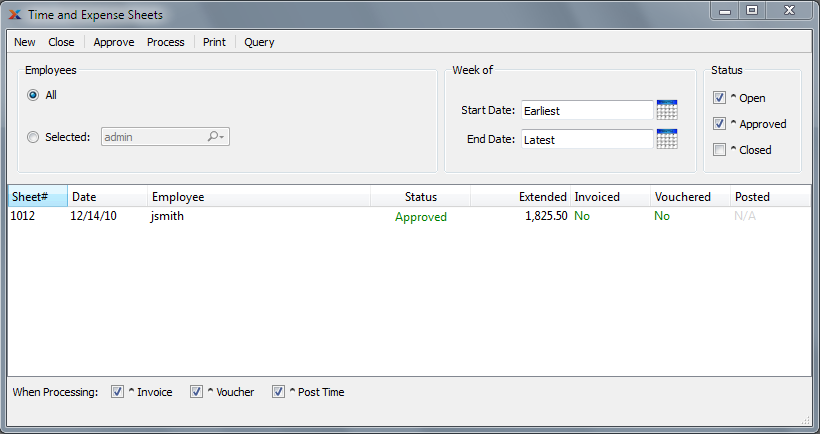 Time and Expense Sheets
New Close Approve Process Print Query
Employees Week of Status
All
Start Date: Earliest ^ Open
Selected: admin End Date: Latest ^ Approved
^ Closed
Sheet# Date Employee Status Extended Invoiced Vouchered Posted
1012 12/14/10 jsmith Approved 1,825.50 No No N/A
When Processing: ^ Invoice ^ Voucher ^ Post Time